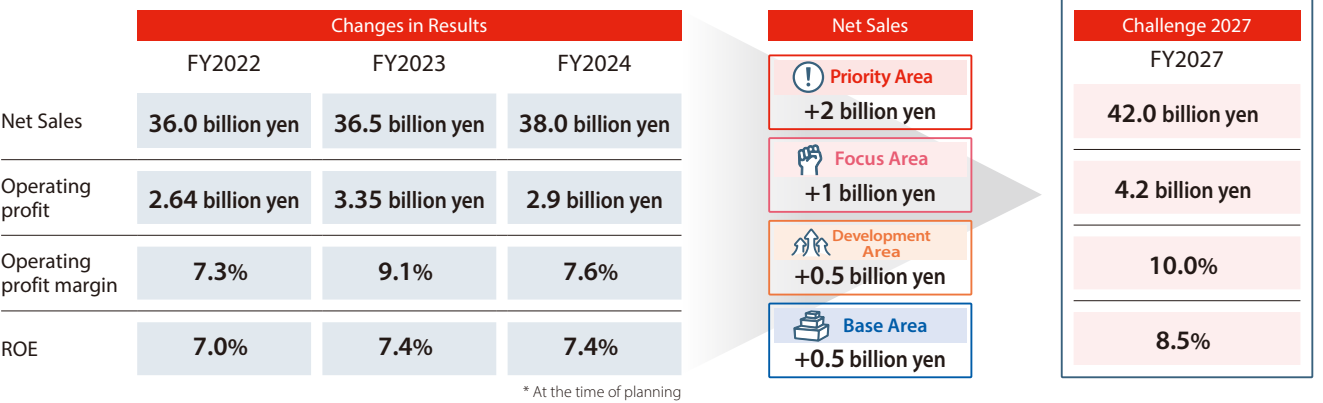 Changes in Results
FY2022 FY2023 FY2024
Net Sales 36.0 billion yen 36.5 billion yen 38.0 billion yen
Operating
profit
2.64 billion yen 3.35 billion yen 2.9 billion yen
Operating
profit margin
7.3% 9.1% 7.6%
ROE 7.0% 7.4% 7.4%
* At the time of planning
Net Sales
Priority Area
+2 billion yen
Focus Area
+1 billion yen
Development
Area
+0.5 billion yen
Base Area
+0.5 billion yen
Challenge 2027
FY2027
42.0 billion yen
4.2 billion yen
10.0%
8.5%